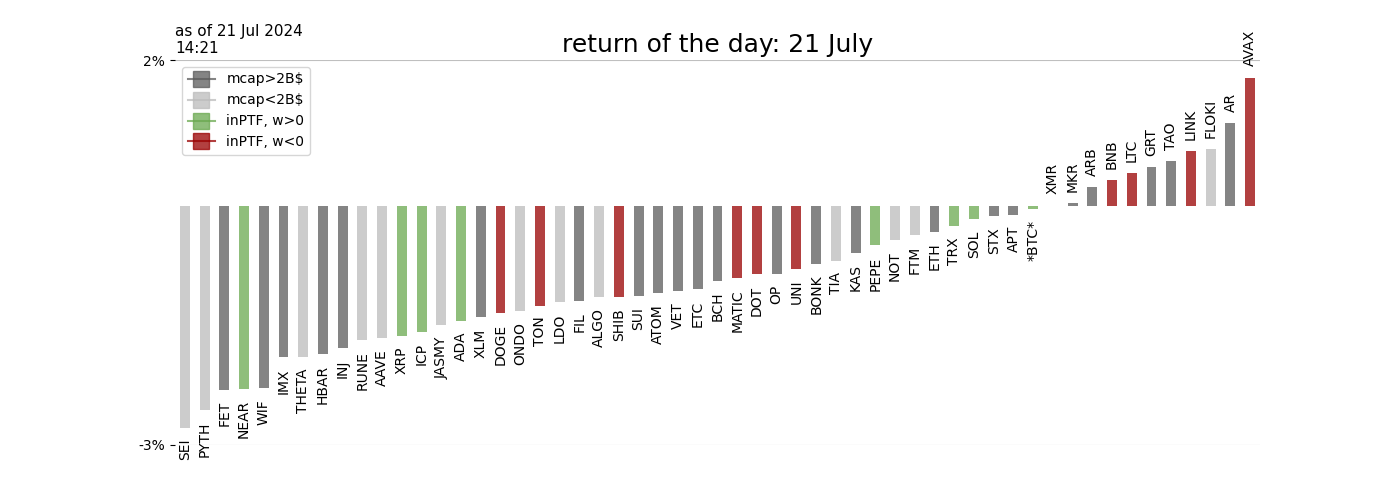 as of 21 Jul 2024
14:21
return of the day: 21 July
2%
mcap>2B$
mcap<2B$
inPTF, w>0
inPTF, w<0
-3%
SEI
PYTH
FET
NEAR
WIF
IMX
THETA
HBAR
INJ
RUNE
AAVE
XRP
ICP
JASMY
ADA
XLM
DOGE
ONDO
TON
LDO
FIL
ALGO
SHIB
SUI
ATOM
VET
ETC
BCH
MATIC
DOT
OP
UNI
BONK
TIA
KAS
PEPE
NOT
FTM
ETH
TRX
SOL
STX
APT
*BTC*
XMR
MKR
ARB
BNB
LTC
GRT
TAO
LINK
FLOKI
AR
AVAX